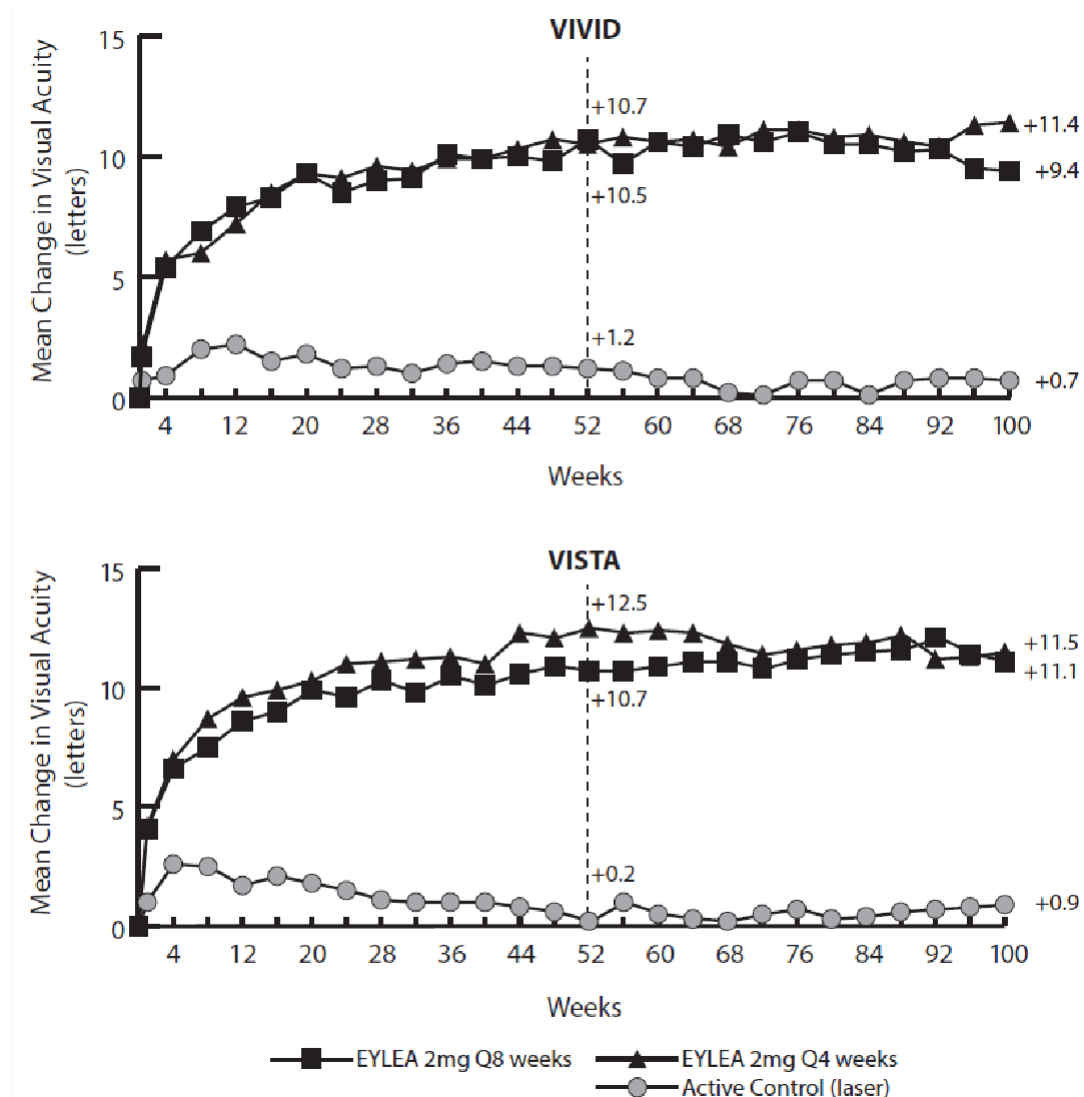 VIVID
Mean Change in Visual Acuity
(letters)
15
10
5
0
+10.7
+10.5
+1.2
+11.4
+9.4
+0.7
4 12 20 28 36 44 52 60 68 76 84 92 100
Weeks
VISTA
Mean Change in Visual Acuity
(letters)
15
10
5
0
+12.5
+10.7
+0.2
+11.5
+11.1
+0.9
4 12 20 28 36 44 52 60 68 76 84 92 100
Weeks
EYLEA 2mg Q8 weeks
EYLEA 2mg Q4 weeks
Active Control (laser)